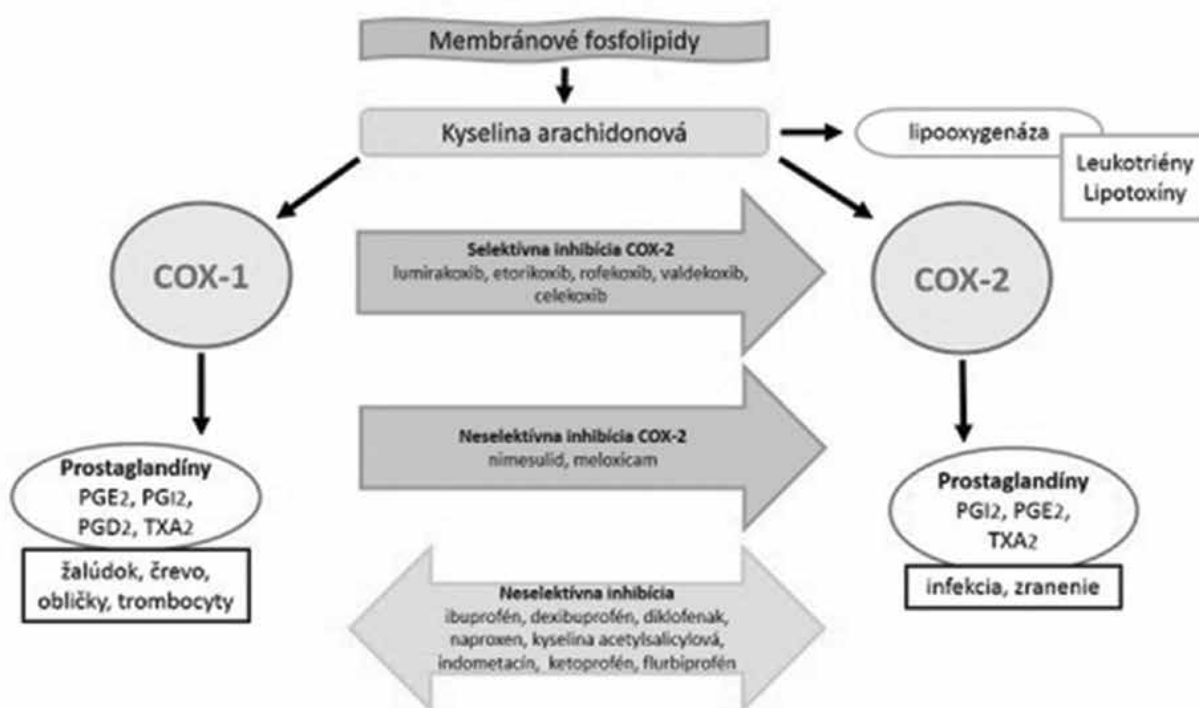 Membránové fosfolipidy
Kyselina arachidonová
lipooxygenáza
Leukotriény
Lipotoxíny
COX-1
Selektívna inhibícia COX-2
lumirakoxib, etorikoxib, rofekoxib, valdekoxib,
celekoxib
COX-2
Neselektívna inhibícia COX-2
nimesulid, meloxicam
Prostaglandíny
PGE2, PGI2,
PGD2, TXA2
žalúdok, črevo,
obličky, trombocyty
Prostaglandíny
PGI2, PGE2,
TXA2
infekcia, zranenie
Neselektívna inhibícia
ibuprofén, dexibuprofén, diklofenak,
naproxen, kyselina acetylsalicylová,
indometacín, ketoprofén, flurbiprofén